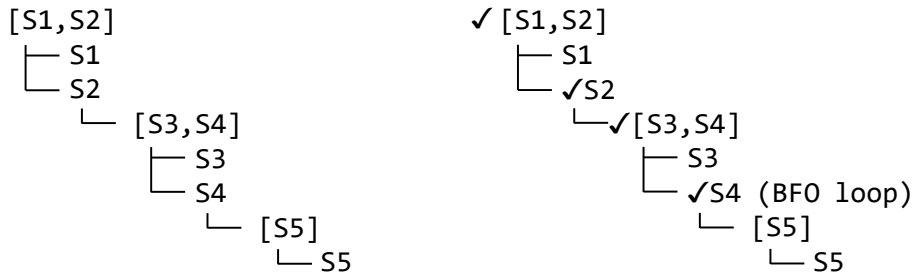 [S1,S2]
S1
S2
[S3,S4]
S3
S4
[S5]
S5
✓ [S1,S2]
S1
✓S2
✓[S3,S4]
S3
✓S4 (BFO loop)
[S5]
S5